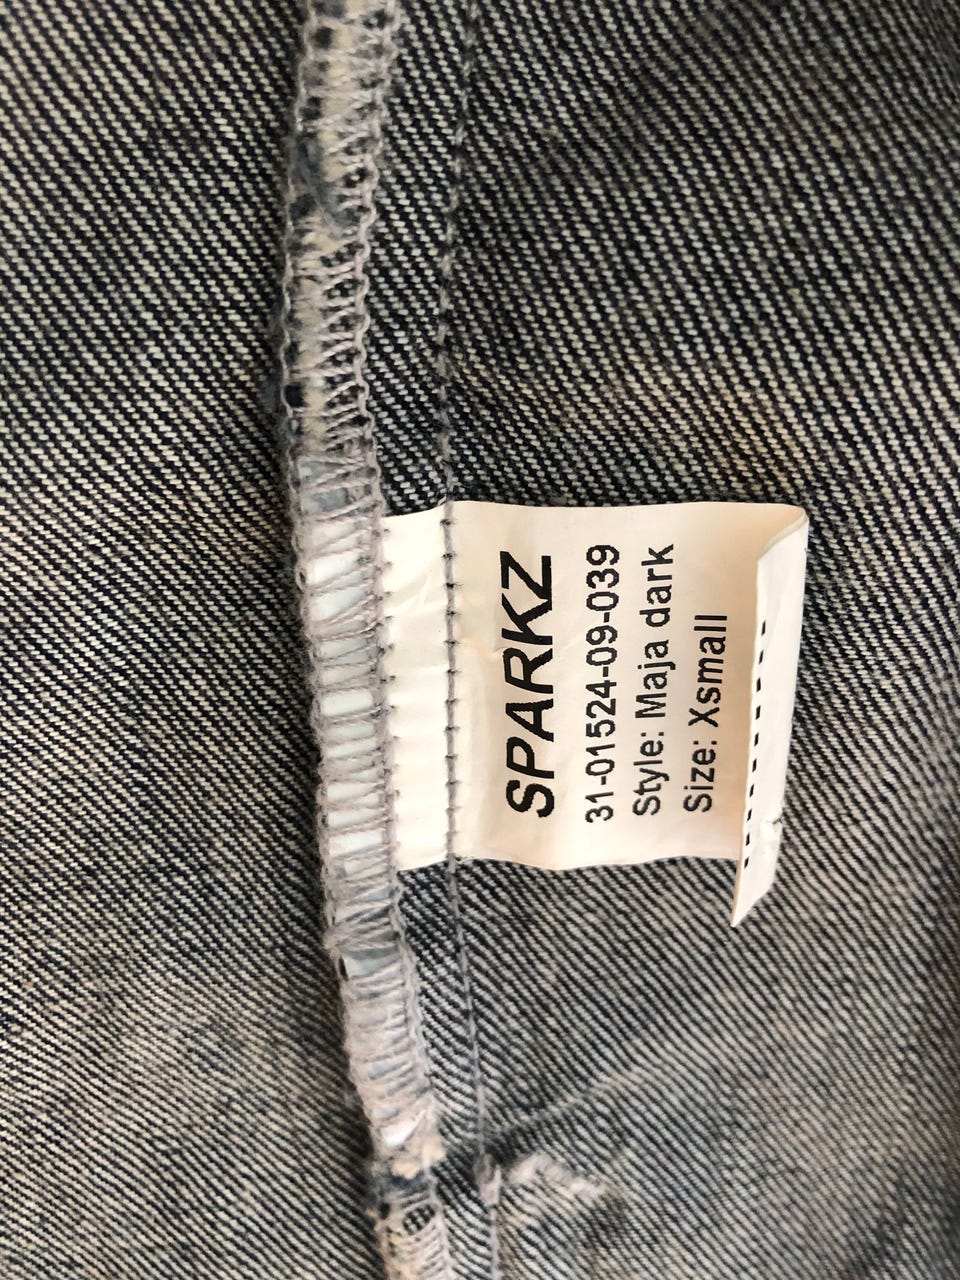 SPARKZ
31-01524-09-039
Style: Maja dark
Size: Xsmall